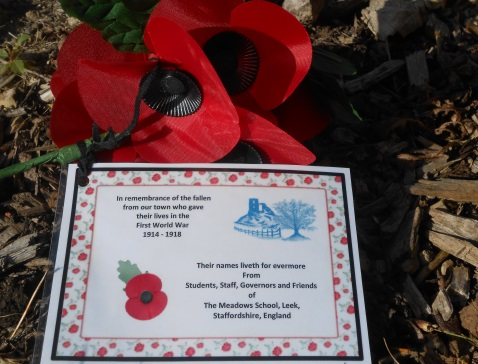 In remembrance of the fallen
from our town who gave
their lives in the
First World War
1914 - 1918
Their names liveth for evermore
From
Students, Staff, Governors and Friends
of
The Meadows School, Leek,
Staffordshire, England